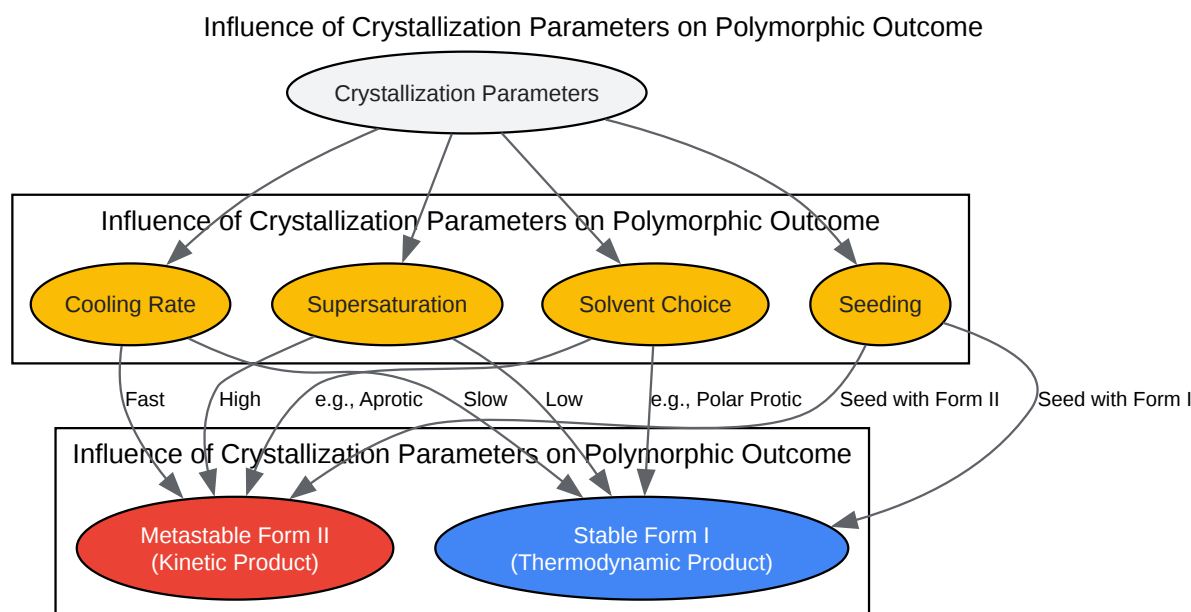 Influence of Crystallization Parameters on Polymorphic Outcome
Crystallization Parameters
Influence of Crystallization Parameters on Polymorphic Outcome
Cooling Rate
Supersaturation
Solvent Choice
Seeding
Fast
High
e.g., Aprotic
Slow
Low
e.g., Polar Protic
Seed with Form II
Seed with Form I
Influence of Crystallization Parameters on Polymorphic Outcome
Metastable Form II
(Kinetic Product)
Stable Form I
(Thermodynamic Product)